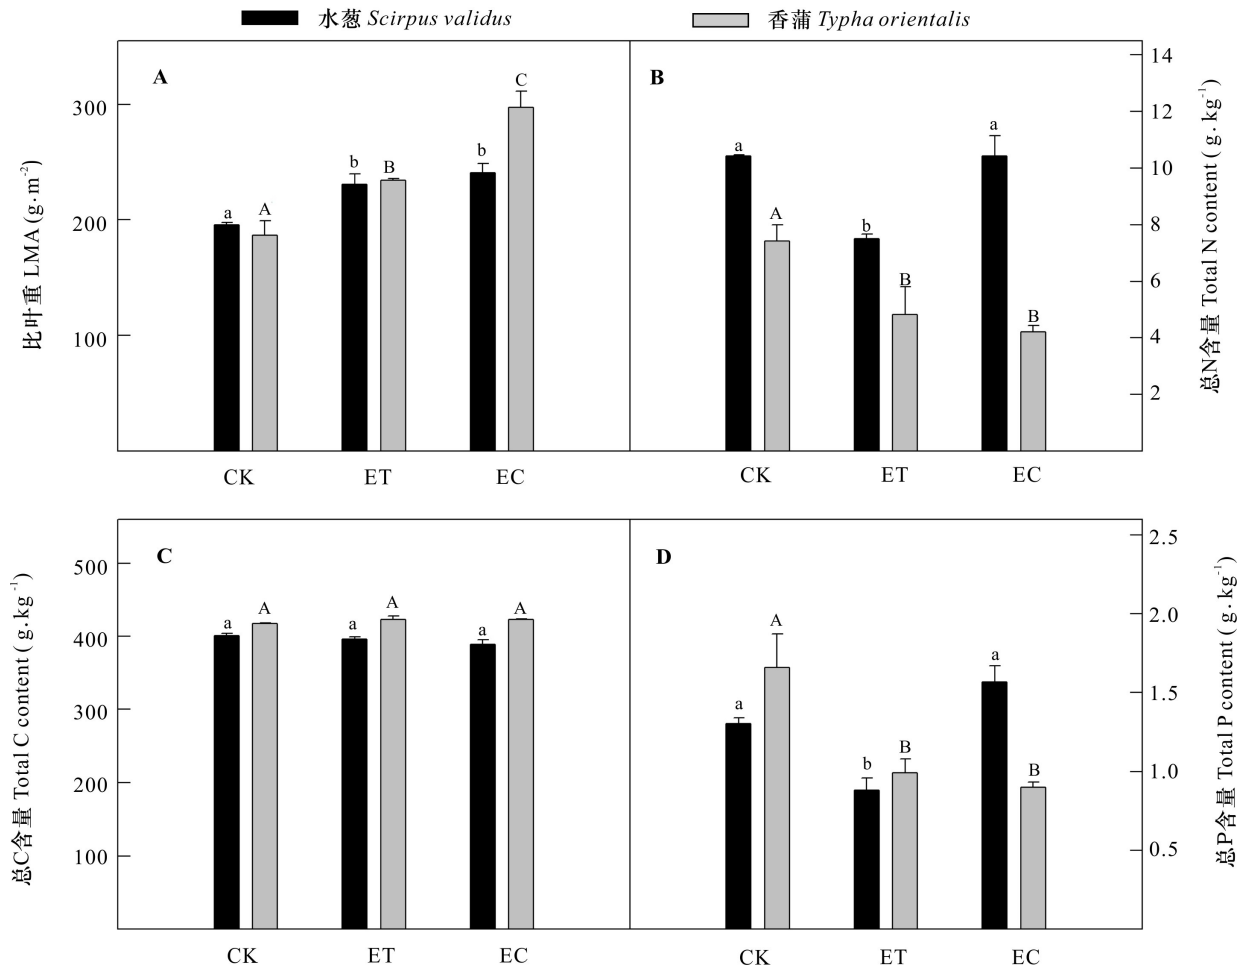 水葱 Scirpus validus
香蒲 Typha orientalis
A
比叶重 LMA (g·m⁻²)
300
200
100
a
A
b
B
b
C
CK
ET
EC
B
总N含量 Total N content (g·kg⁻¹)
14
12
10
8
6
4
2
a
A
b
B
a
B
CK
ET
EC
C
总C含量 Total C content (g·kg⁻¹)
500
400
300
200
100
a
A
a
A
a
A
CK
ET
EC
D
总P含量 Total P content (g·kg⁻¹)
2.5
2.0
1.5
1.0
0.5
a
A
b
B
a
B
CK
ET
EC